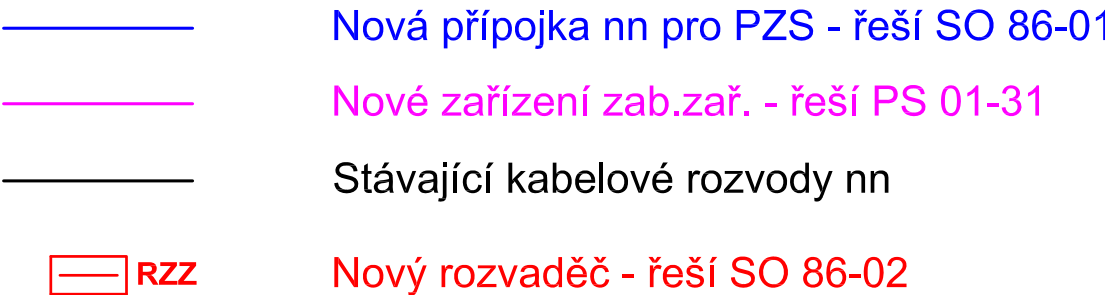 Nová přípojka nn pro PZS - řeší SO 86-01
Nové zařízení zab.zař. - řeší PS 01-31
Stávající kabelové rozvody nn
RZZ Nový rozvaděč - řeší SO 86-02